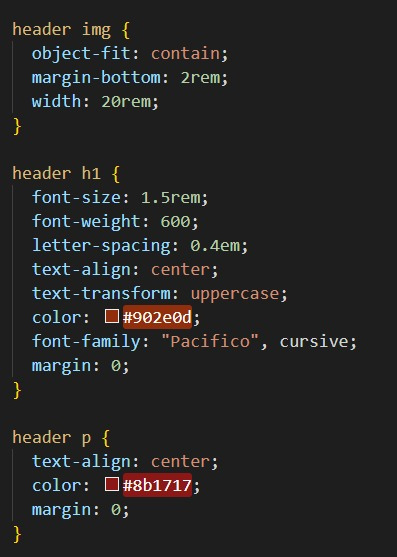 header img {
  object-fit: contain;
  margin-bottom: 2rem;
  width: 20rem;
}

header h1 {
  font-size: 1.5rem;
  font-weight: 600;
  letter-spacing: 0.4em;
  text-align: center;
  text-transform: uppercase;
  color: #902e0d;
  font-family: "Pacifico", cursive;
  margin: 0;
}

header p {
  text-align: center;
  color: #8b1717;
  margin: 0;
}